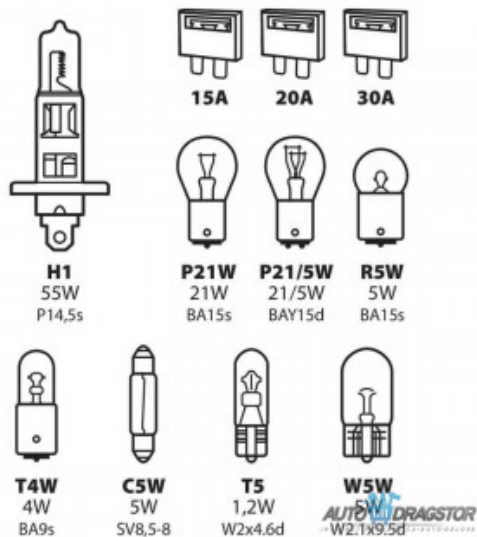 15A 20A 30A
H1
55W
P14,5s
P21W P21/5W R5W
21W 21/5W 5W
BA15s BAY15d BA15s
T4W C5W T5 W5W
4W 5W 1,2W 5W
BA9s SV8,5-8 W2x4.6d W2.1x9.5d
AUTO DRAGSTOR